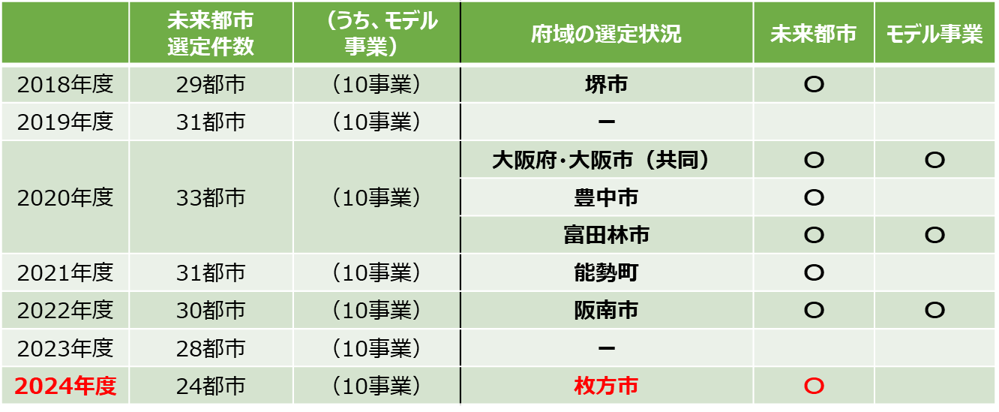 未来都市
選定件数
（うち、モデル
事業）
府域の選定状況
未来都市
モデル事業
2018年度 29都市 （10事業） 堺市 〇
2019年度 31都市 （10事業） ー
2020年度 33都市 （10事業）
大阪府・大阪市（共同） 〇 〇
豊中市 〇
富田林市 〇 〇
2021年度 31都市 （10事業） 能勢町 〇
2022年度 30都市 （10事業） 阪南市 〇 〇
2023年度 28都市 （10事業） ー
2024年度 24都市 （10事業） 枚方市 〇